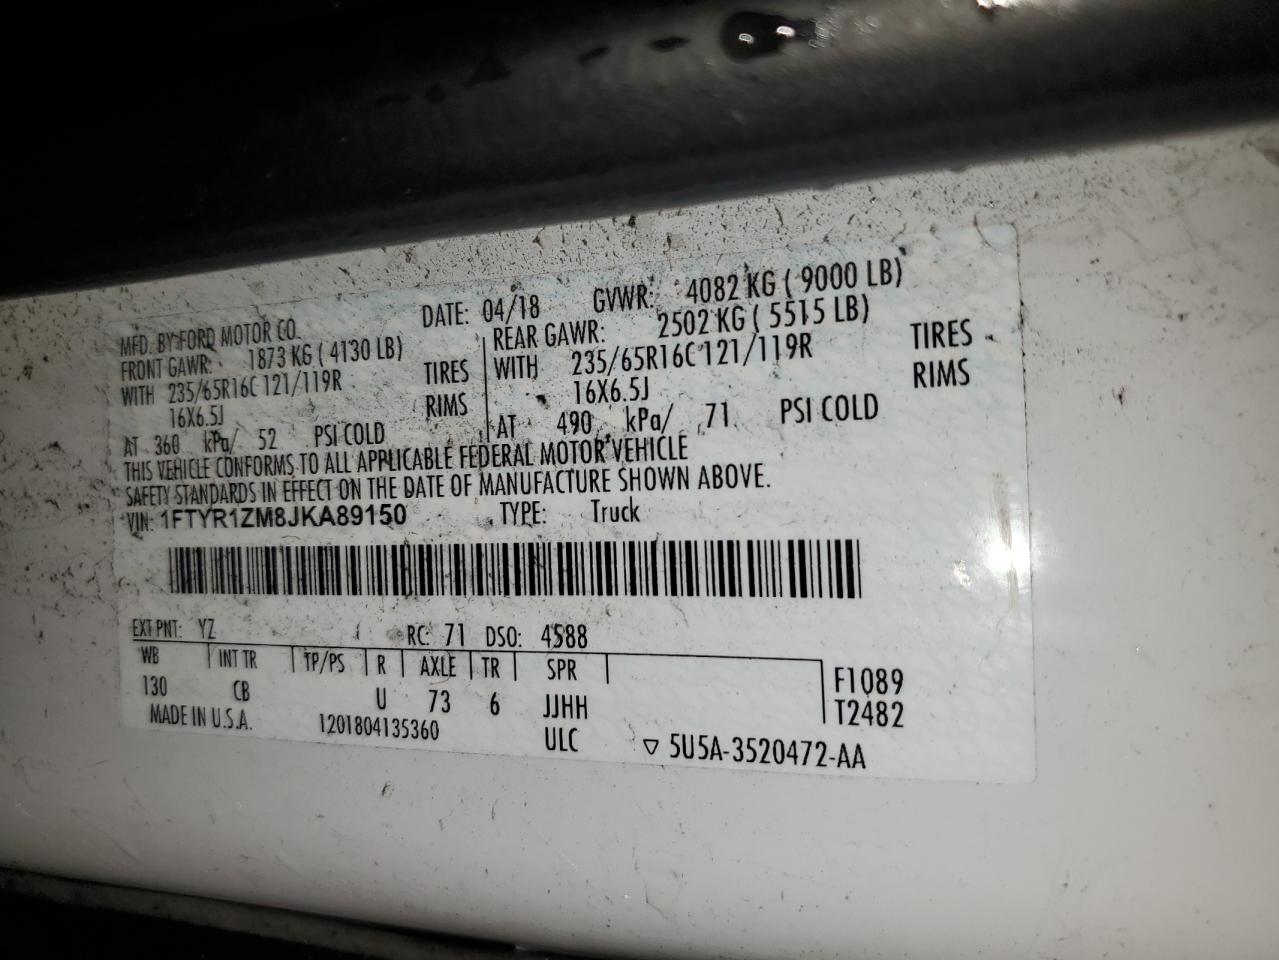 MFD. BY FORD MOTOR CO.
DATE: 04/18 GVWR: 4082 KG ( 9000 LB)
FRONT GAWR: 1873 KG ( 4130 LB)
WITH 235/65R16C 121/119R TIRES
16X6.5J RIMS
AT 360 kPa/ 52 PSI COLD
REAR GAWR: 2502 KG ( 5515 LB)
WITH 235/65R16C 121/119R TIRES
16X6.5J RIMS
AT 490 kPa/ 71 PSI COLD
THIS VEHICLE CONFORMS TO ALL APPLICABLE FEDERAL MOTOR VEHICLE
SAFETY STANDARDS IN EFFECT ON THE DATE OF MANUFACTURE SHOWN ABOVE.
VIN: 1FTYR1ZM8JKA89150 TYPE: Truck
EXT PNT: YZ RC: 71 DSO: 4588
WB INT TR TP/PS R AXLE TR SPR
130 CB U 73 6 JJHH
F1089
T2482
MADE IN U.S.A. 1201804135360 ULC ▽ 5U5A-3520472-AA